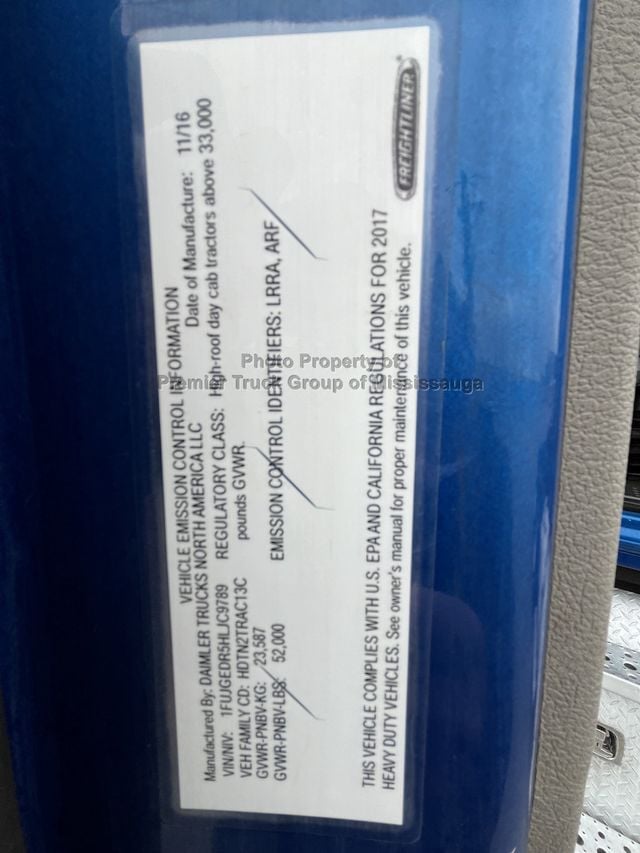 VEHICLE EMISSION CONTROL INFORMATION
Manufactured By: DAIMLER TRUCKS NORTH AMERICA LLC
Date of Manufacture: 11/16
VIN/NIV: 1FUJGEDR5HLJC9789
REGULATORY CLASS: High-roof day cab tractors above 33,000
VEH FAMILY CD: HDTN2TRAC13C
pounds GVWR.
GVWR-PNBV-KG: 23,587
GVWR-PNBV-LBS: 52,000
EMISSION CONTROL IDENTIFIERS: LRRA, ARF
THIS VEHICLE COMPLIES WITH U.S. EPA AND CALIFORNIA REGULATIONS FOR 2017
HEAVY DUTY VEHICLES. See owner's manual for proper maintenance of this vehicle.
FREIGHTLINER
Photo Property of
Premier Truck Group of Mississauga